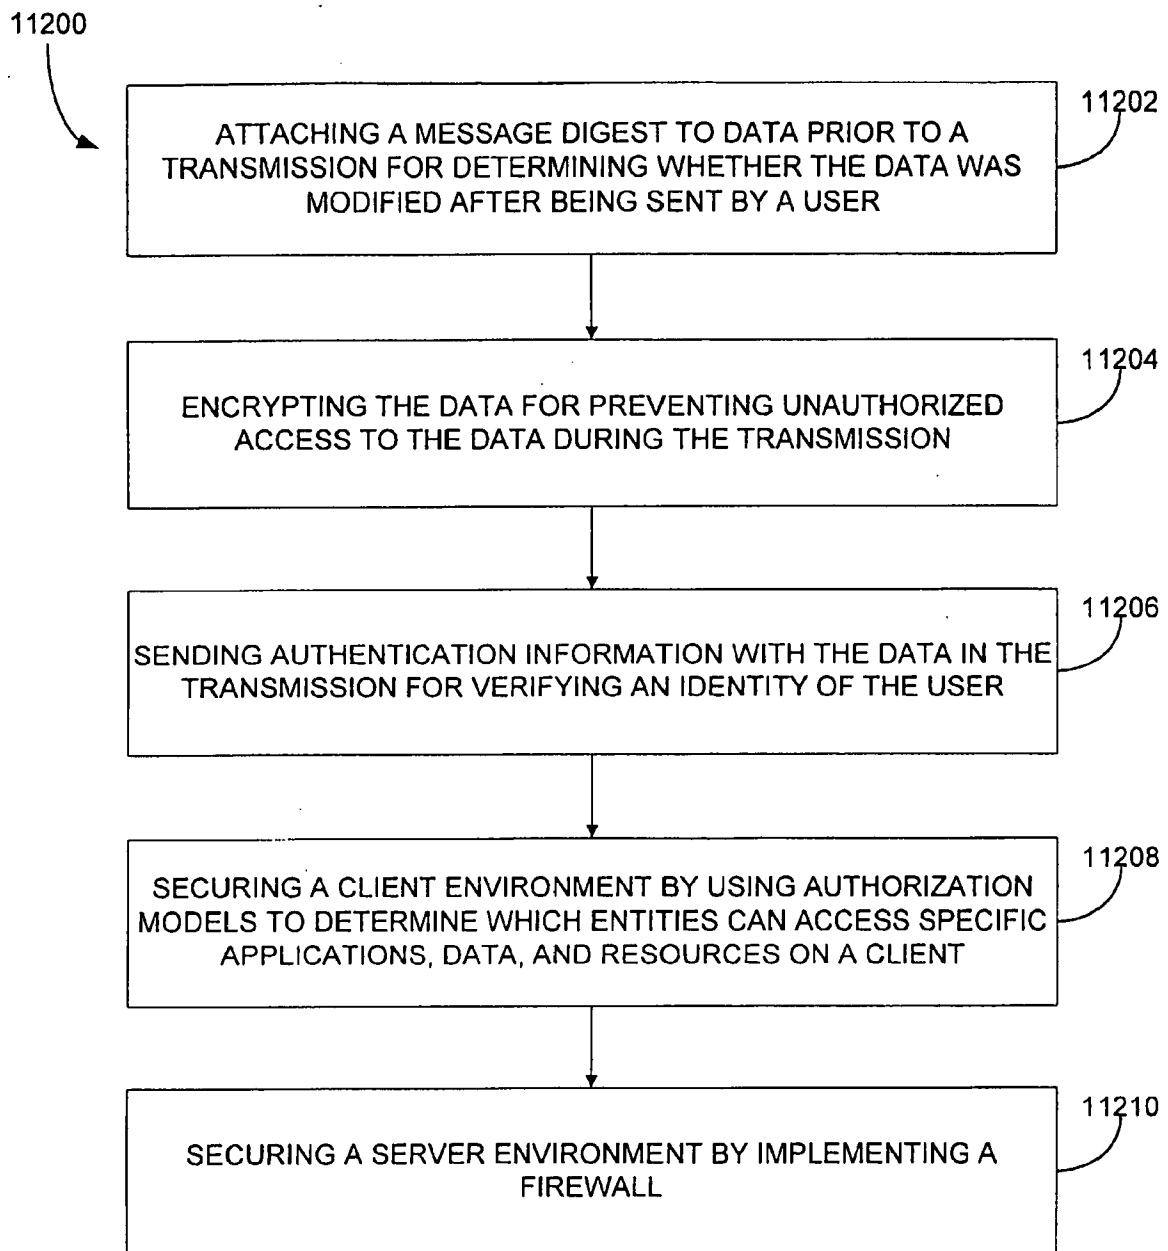 11200
11202
ATTACHING A MESSAGE DIGEST TO DATA PRIOR TO A
TRANSMISSION FOR DETERMINING WHETHER THE DATA WAS
MODIFIED AFTER BEING SENT BY A USER
11204
ENCRYPTING THE DATA FOR PREVENTING UNAUTHORIZED
ACCESS TO THE DATA DURING THE TRANSMISSION
11206
SENDING AUTHENTICATION INFORMATION WITH THE DATA IN THE
TRANSMISSION FOR VERIFYING AN IDENTITY OF THE USER
11208
SECURING A CLIENT ENVIRONMENT BY USING AUTHORIZATION
MODELS TO DETERMINE WHICH ENTITIES CAN ACCESS SPECIFIC
APPLICATIONS, DATA, AND RESOURCES ON A CLIENT
11210
SECURING A SERVER ENVIRONMENT BY IMPLEMENTING A
FIREWALL